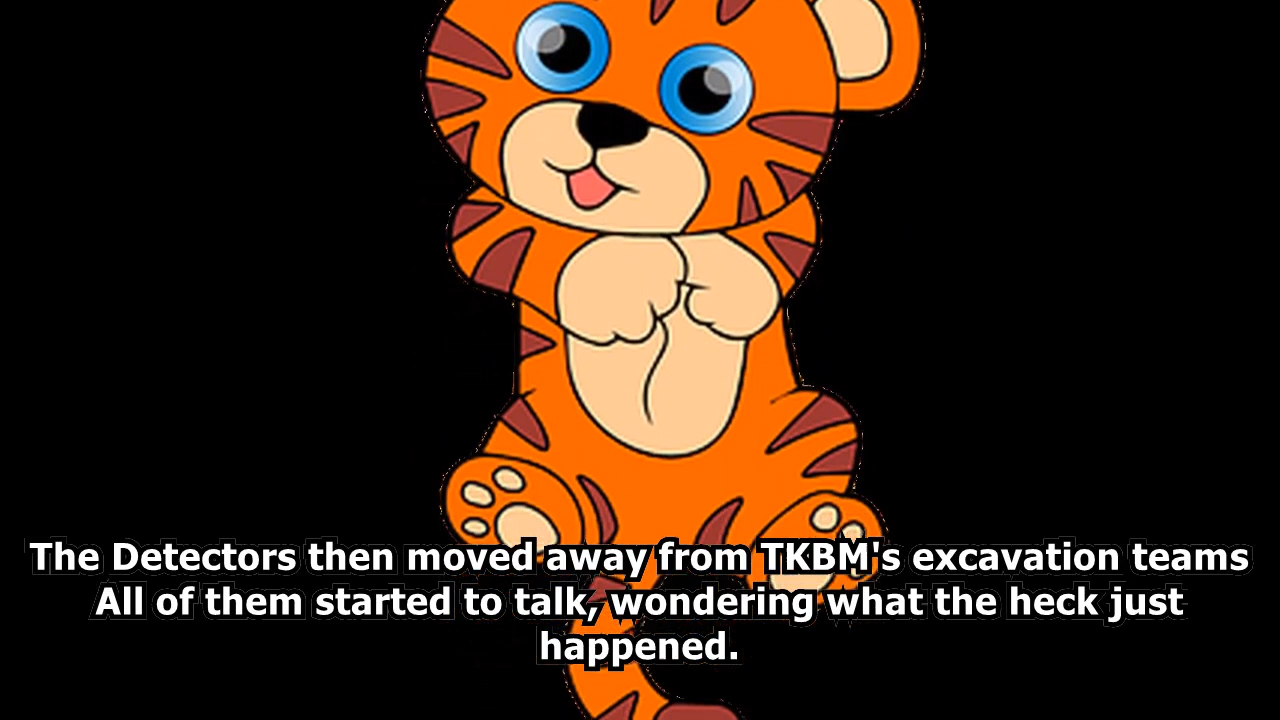 The Detectors then moved away from TKBM's excavation teams
All of them started to talk, wondering what the heck just
happened.